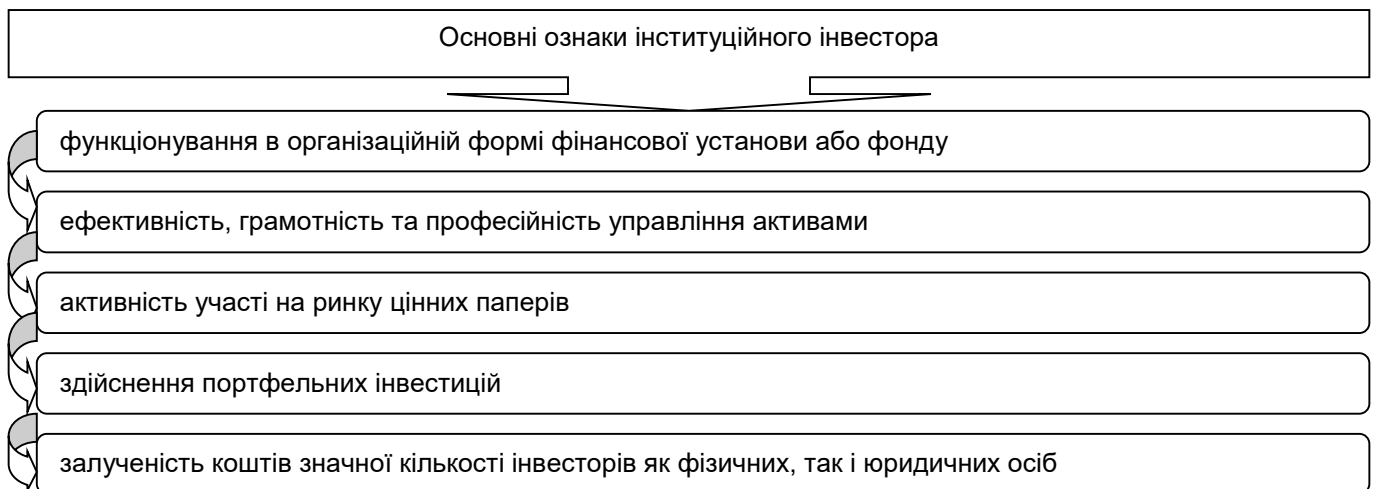 Основні ознаки інституційного інвестора
функціонування в організаційній формі фінансової установи або фонду
ефективність, грамотність та професійність управління активами
активність участі на ринку цінних паперів
здійснення портфельних інвестицій
залученість коштів значної кількості інвесторів як фізичних, так і юридичних осіб